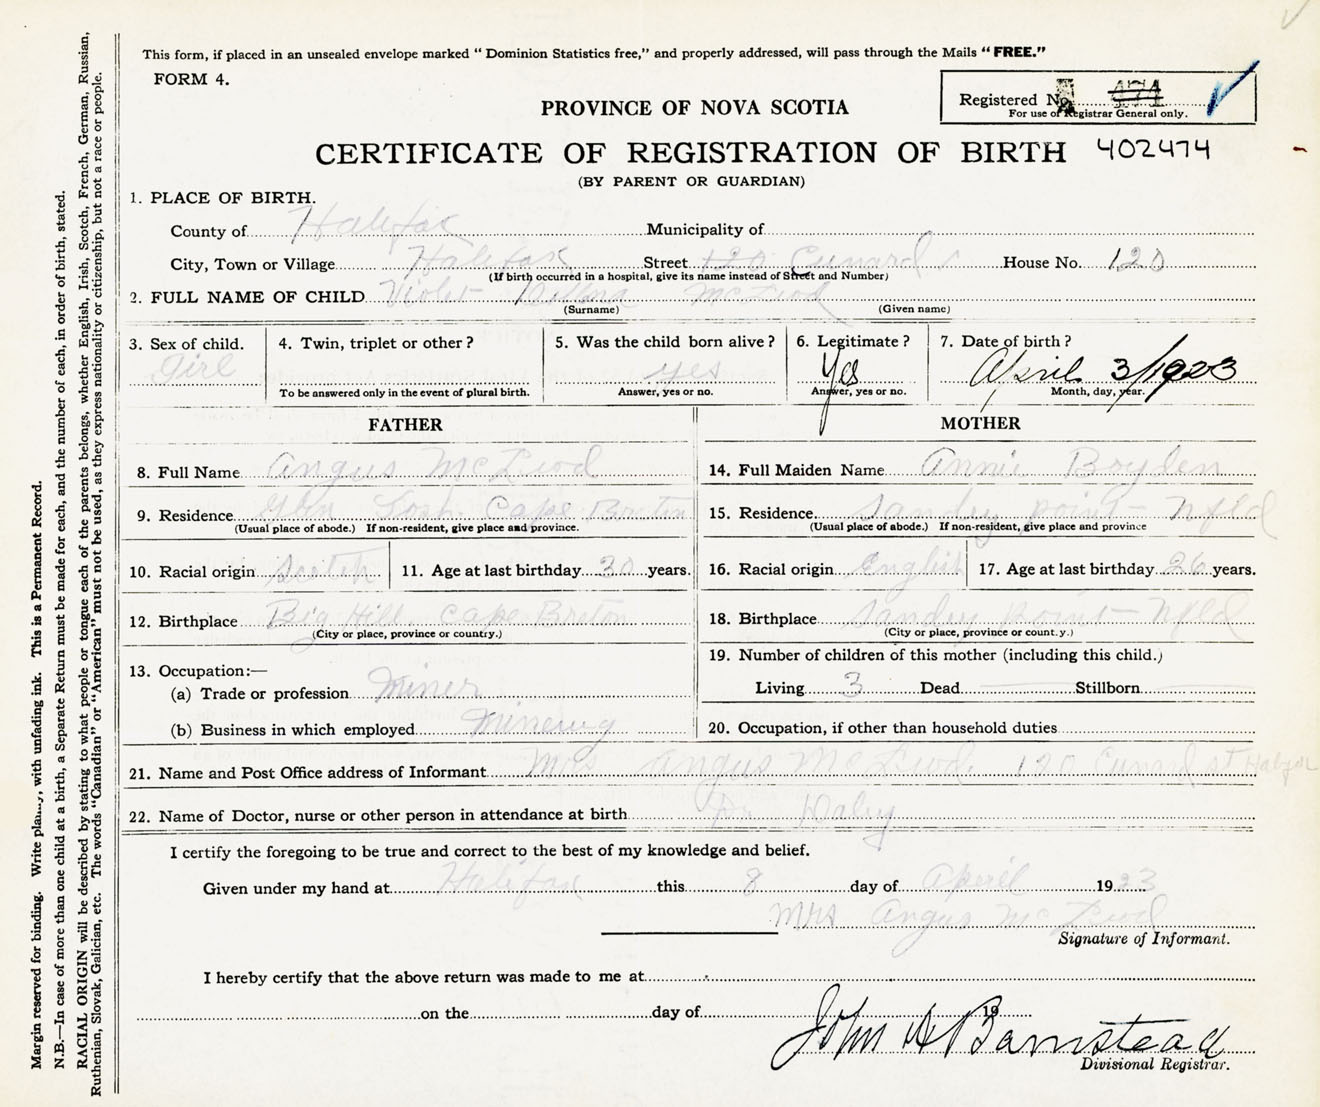 This form, if placed in an unsealed envelope marked “ Dominion Statistics free,” and properly addressed, will pass through the Mails “ FREE.”
FORM 4.
Registered No. 474
For use of Registrar General only.
PROVINCE OF NOVA SCOTIA
CERTIFICATE OF REGISTRATION OF BIRTH 402474
(BY PARENT OR GUARDIAN)
1. PLACE OF BIRTH.
County of Halifax Municipality of
City, Town or Village Halifax Street 120 Cunard House No. 120
(If birth occurred in a hospital, give its name instead of Street and Number)
2. FULL NAME OF CHILD Violet McLeod
(Surname) (Given name)
3. Sex of child. Girl
4. Twin, triplet or other ?
To be answered only in the event of plural birth.
5. Was the child born alive ? yes
Answer, yes or no.
6. Legitimate ? Yes
Answer, yes or no.
7. Date of birth ? April 3/1923
Month, day, year.
FATHER
8. Full Name Angus McLeod
9. Residence Cape Breton
(Usual place of abode.) If non-resident, give place and province.
10. Racial origin Scotch 11. Age at last birthday 30 years.
12. Birthplace Big Hill. Cape Breton
(City or place, province or country.)
13. Occupation:—
(a) Trade or profession Miner
(b) Business in which employed Minerug
MOTHER
14. Full Maiden Name Annie Boyden
15. Residence Sandey point - Nfld
(Usual place of abode.) If non-resident, give place and province
16. Racial origin English 17. Age at last birthday 26 years.
18. Birthplace Sandey point - Nfld
(City or place, province or count.y.)
19. Number of children of this mother (including this child.)
Living 3 Dead Stillborn
20. Occupation, if other than household duties
21. Name and Post Office address of Informant Mrs Angus McLeod. 120 Cunard st Halifax
22. Name of Doctor, nurse or other person in attendance at birth Dr Daley
I certify the foregoing to be true and correct to the best of my knowledge and belief.
Given under my hand at Halifax this 8 day of April 1923
Mrs Angus McLeod
Signature of Informant.
I hereby certify that the above return was made to me at
on the day of 19
John A Barnstead
Divisional Registrar.
Margin reserved for binding. Write plainly, with unfading ink. This is a Permanent Record.
N.B.—In case of more than one child at a birth, a Separate Return must be made for each, and the number of each, in order of birth, stated.
RACIAL ORIGIN will be described by stating to what people or tongue each of the parents belongs, whether English, Irish, Scotch, French, German, Russian,
Ruthenian, Slovak, Galician, etc. The words “Canadian” or “American” must not be used, as they express nationality or citizenship, but not a race or people.